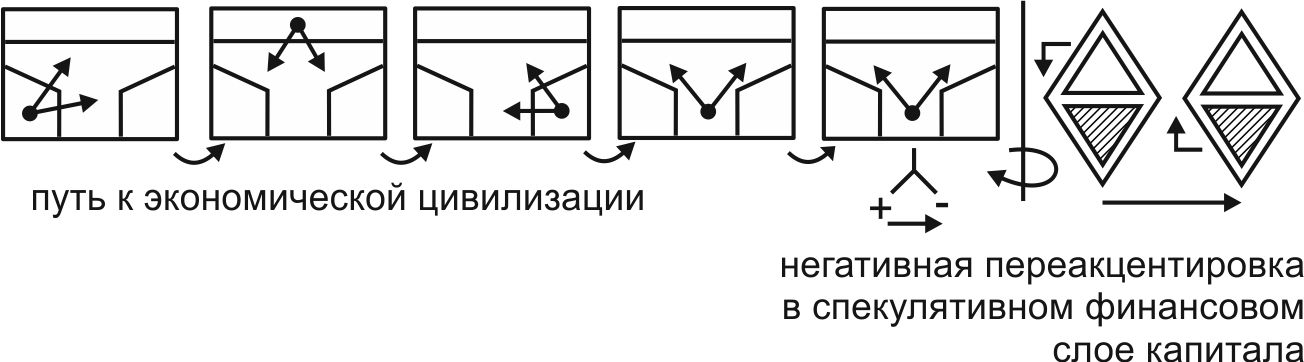 путь к экономической цивилизации
+ -
негативная переакцентировка
в спекулятивном финансовом
слое капитала